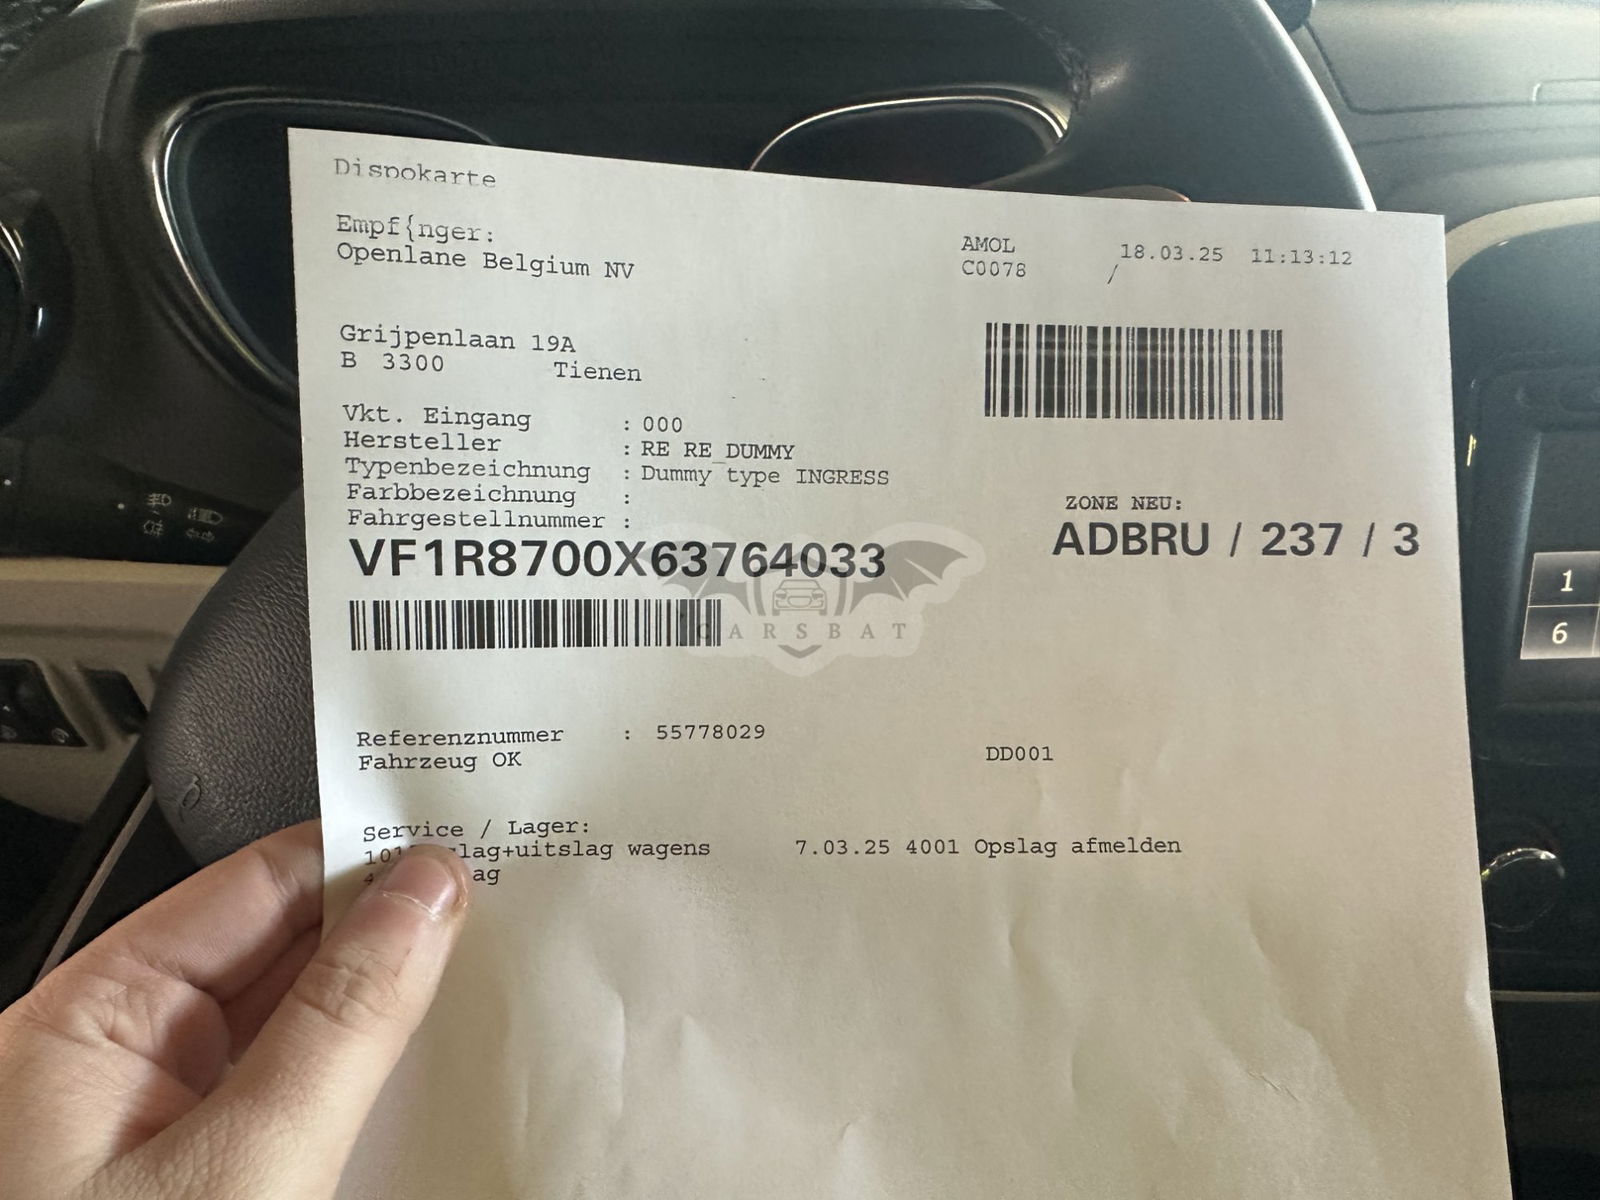 Dispokarte
Empf{nger:
Openlane Belgium NV
AMOL 18.03.25 11:13:12
C0078 /
Grijpenlaan 19A
B 3300 Tienen
Vkt. Eingang : 000
Hersteller : RE RE_DUMMY
Typenbezeichnung : Dummy type INGRESS
Farbbezeichnung :
Fahrgestellnummer :
VF1R8700X63764033
ZONE NEU:
ADBRU / 237 / 3
CARSBAT
Referenznummer : 55778029
Fahrzeug OK
DD001
Service / Lager:
lag+uitslag wagens 7.03.25 4001 Opslag afmelden
ag
1
6